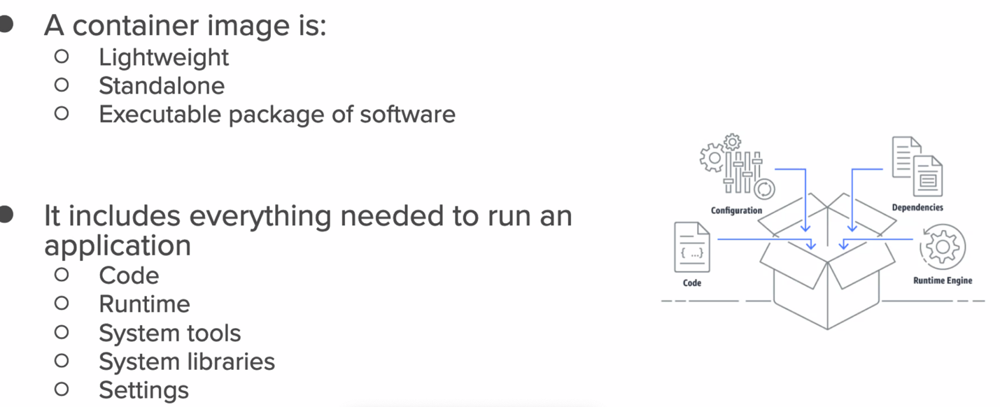 A container image is:
Lightweight
Standalone
Executable package of software
It includes everything needed to run an
application
Code
Runtime
System tools
System libraries
Settings
Configuration
Dependencies
{ ...}
Code
Runtime Engine